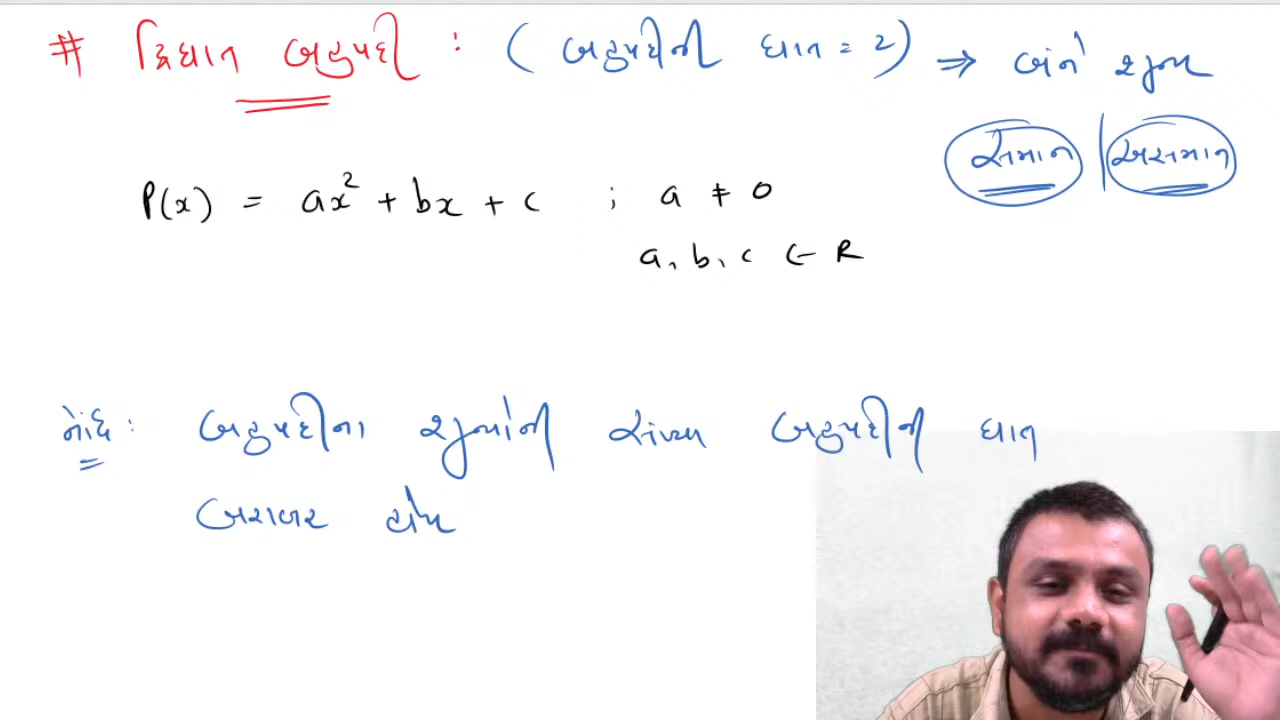 # દ્વિઘાત બહુપદી : (બહુપદીની ઘાત = 2) ⇒ બંને શૂન્ય
સમાન | અસમાન
P(x) = ax² + bx + c ; a ≠ 0
a, b, c ∈ R
નોંધ : બહુપદીના શૂન્યોની સંખ્યા બહુપદીની ઘાત
બરાબર હોય